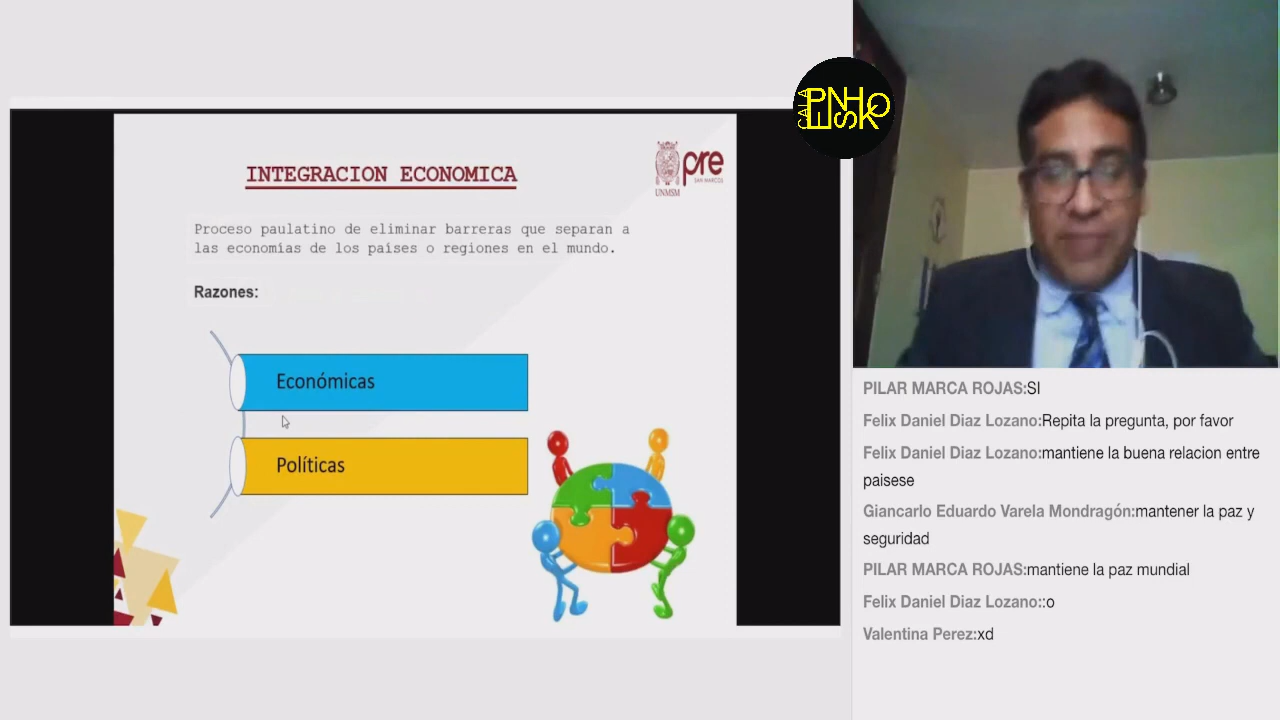 INTEGRACION ECONOMICA
UNMSM
pre
SAN MARCOS
Proceso paulatino de eliminar barreras que separan a
las economías de los países o regiones en el mundo.
Razones:
Económicas
Políticas
PILAR MARCA ROJAS:SI
Felix Daniel Diaz Lozano:Repita la pregunta, por favor
Felix Daniel Diaz Lozano:mantiene la buena relacion entre
paisese
Giancarlo Eduardo Varela Mondragón:mantener la paz y
seguridad
PILAR MARCA ROJAS:mantiene la paz mundial
Felix Daniel Diaz Lozano::o
Valentina Perez:xd